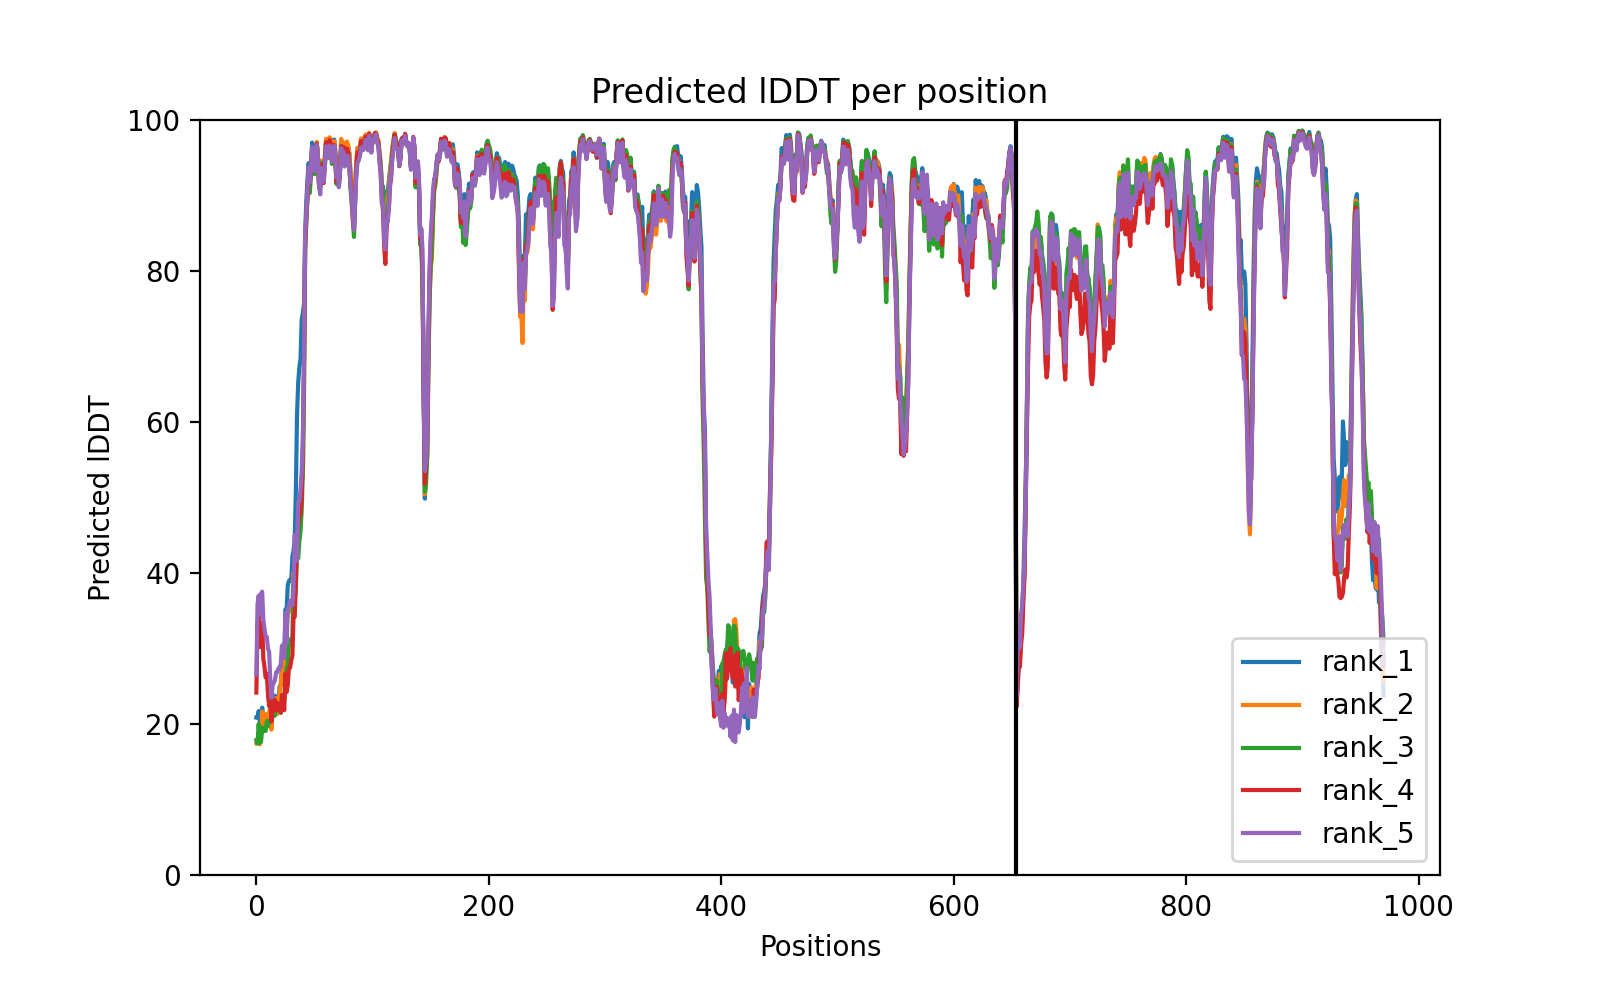 Predicted lDDT per position
100
80
60
40
20
0
Predicted lDDT
0 200 400 600 800 1000
Positions
rank_1
rank_2
rank_3
rank_4
rank_5